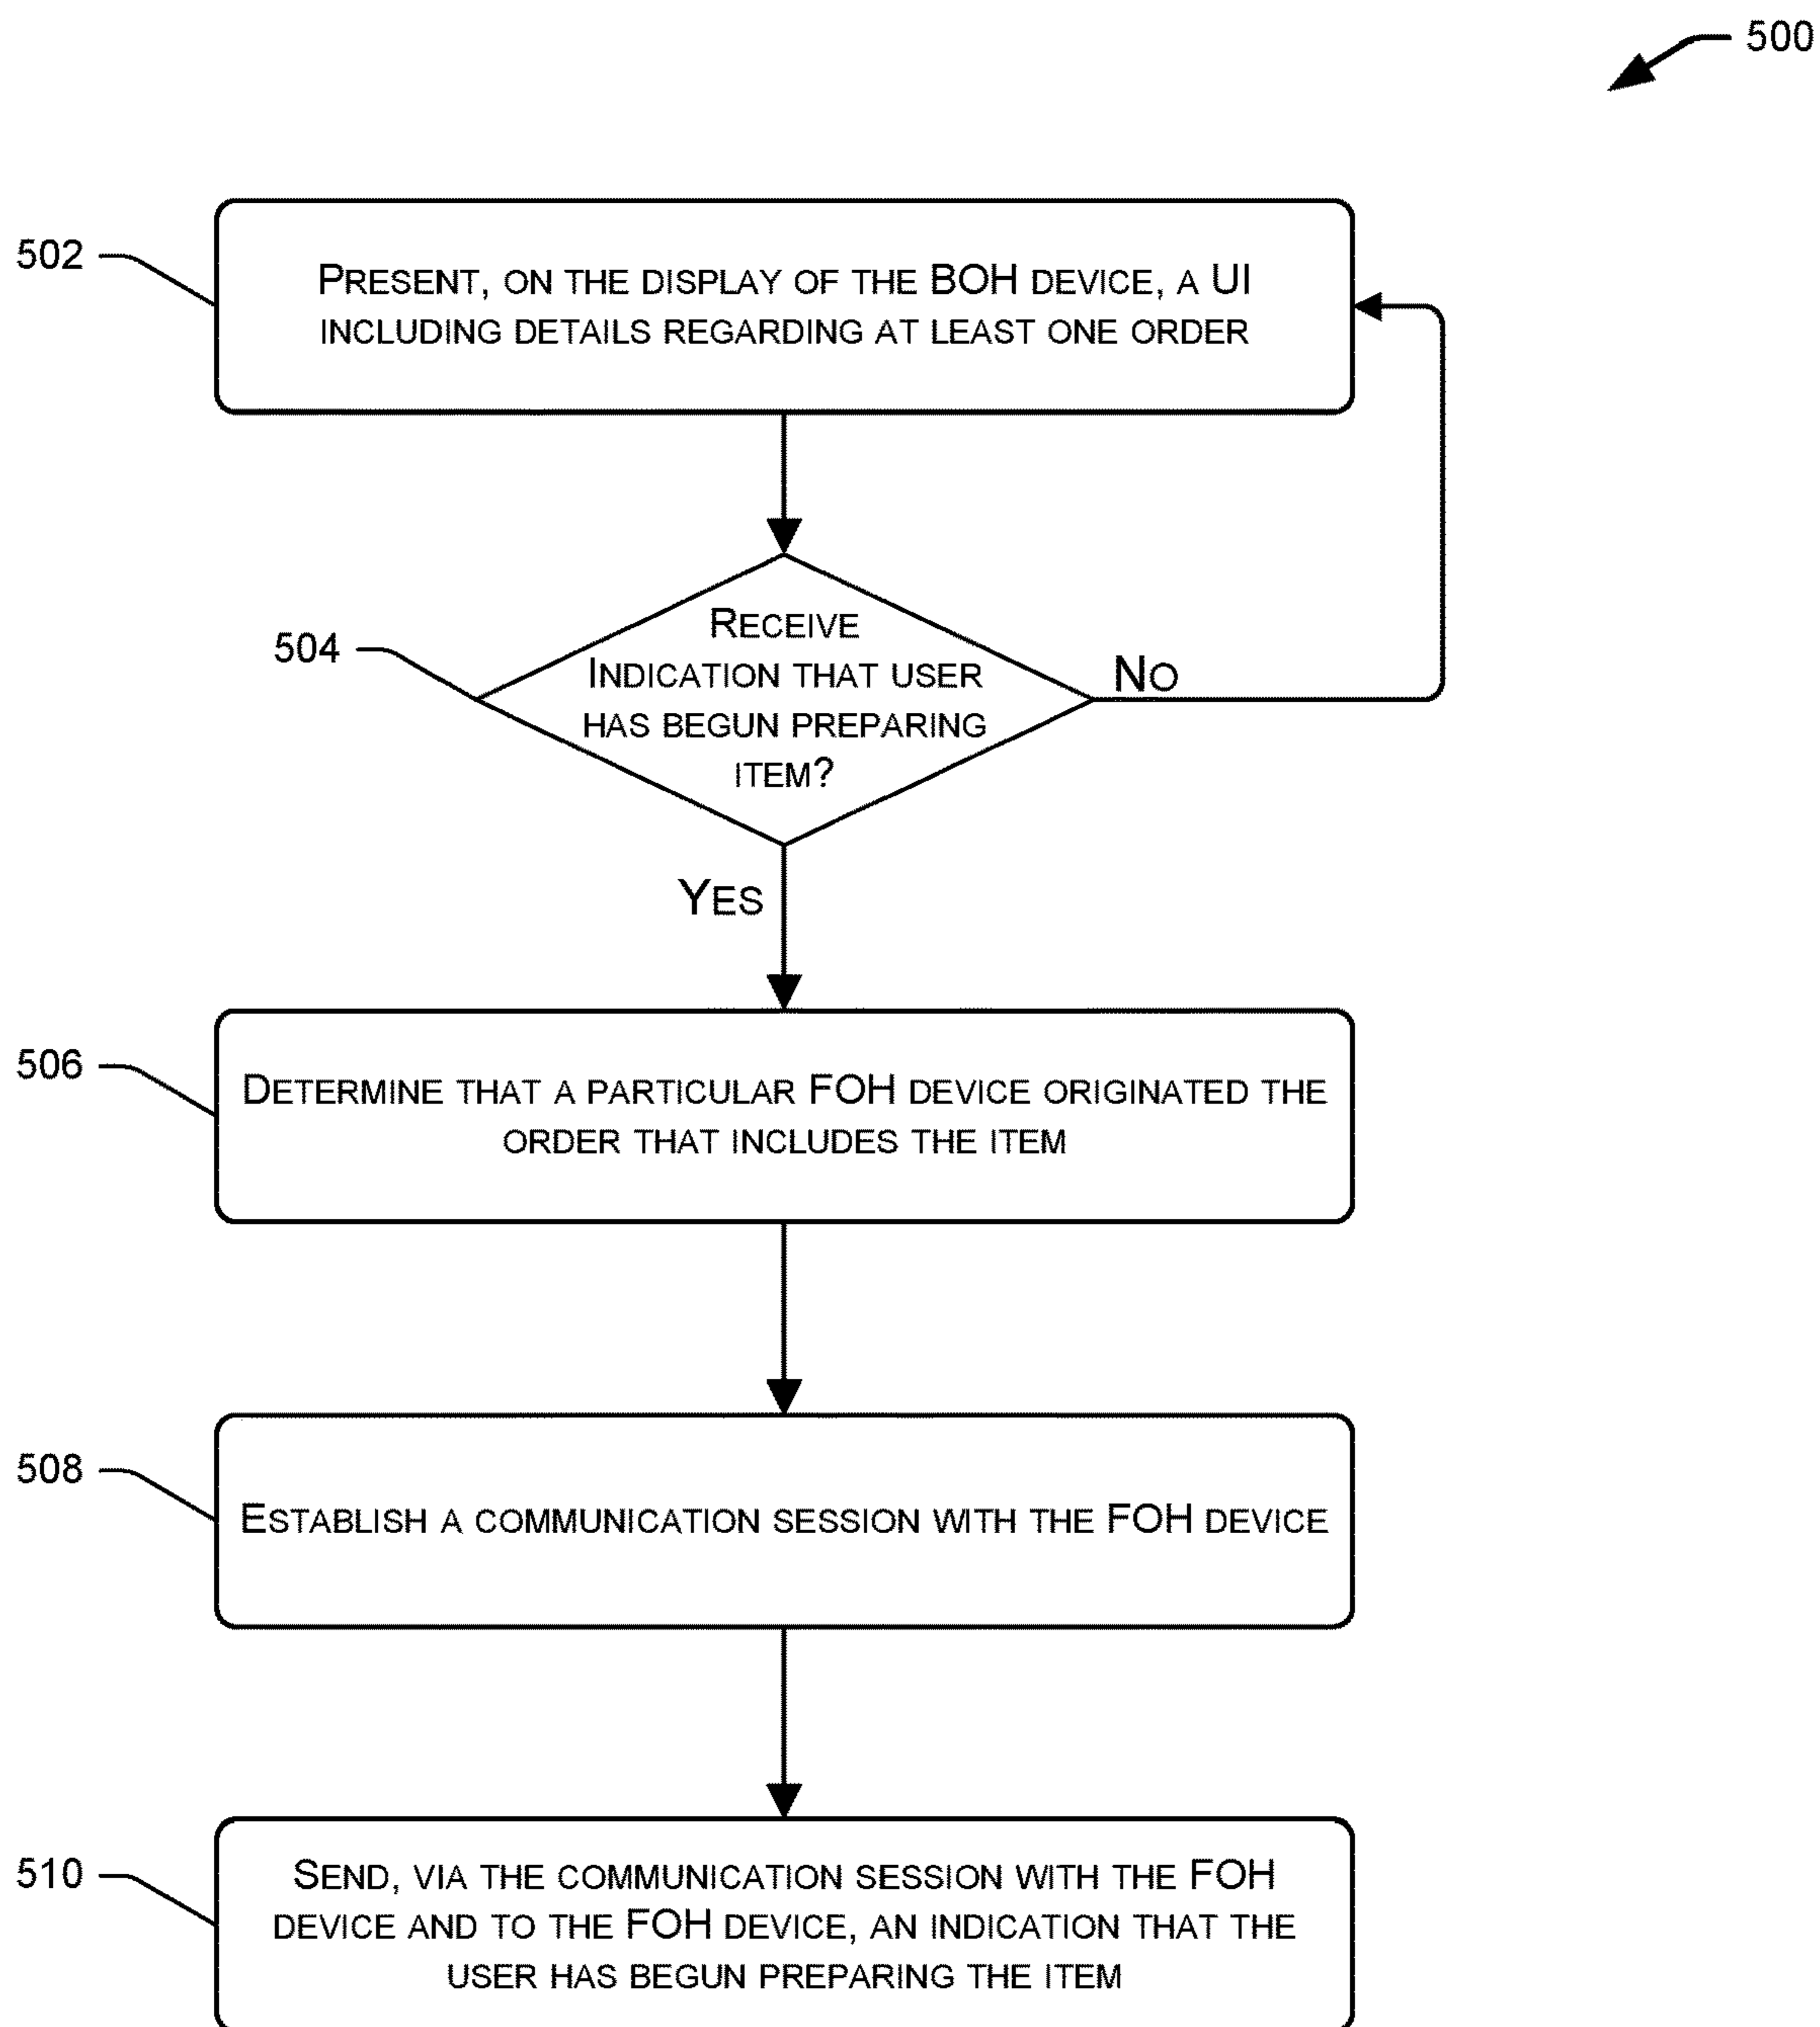 500
502
PRESENT, ON THE DISPLAY OF THE BOH DEVICE, A UI
INCLUDING DETAILS REGARDING AT LEAST ONE ORDER
504
RECEIVE
INDICATION THAT USER
HAS BEGUN PREPARING
ITEM?
NO
YES
506
DETERMINE THAT A PARTICULAR FOH DEVICE ORIGINATED THE
ORDER THAT INCLUDES THE ITEM
508
ESTABLISH A COMMUNICATION SESSION WITH THE FOH DEVICE
510
SEND, VIA THE COMMUNICATION SESSION WITH THE FOH
DEVICE AND TO THE FOH DEVICE, AN INDICATION THAT THE
USER HAS BEGUN PREPARING THE ITEM